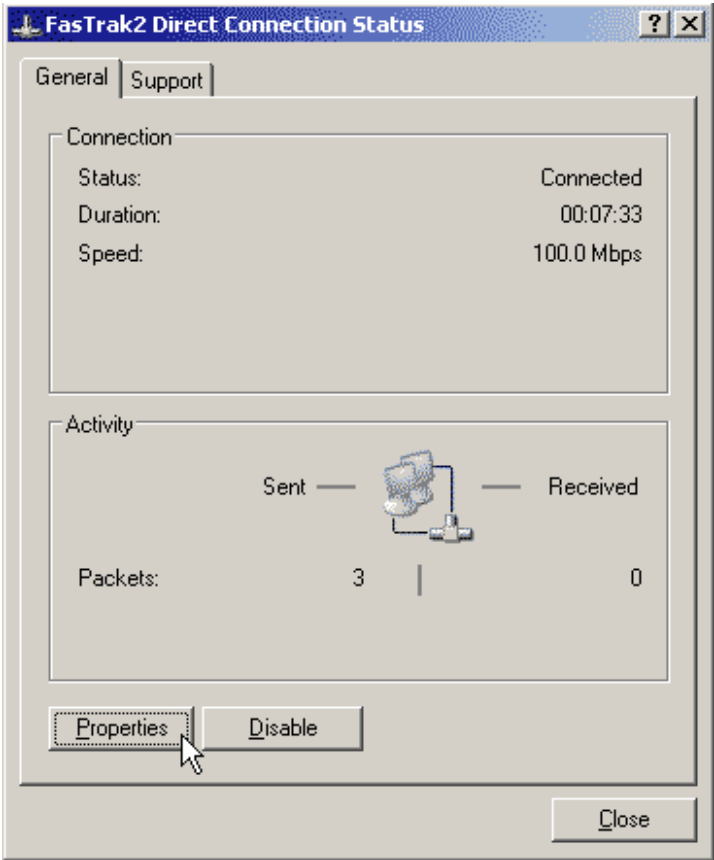 FasTrak2 Direct Connection Status
General Support
Connection
Status: Connected
Duration: 00:07:33
Speed: 100.0 Mbps
Activity
Sent Received
Packets: 3 0
Properties Disable
Close